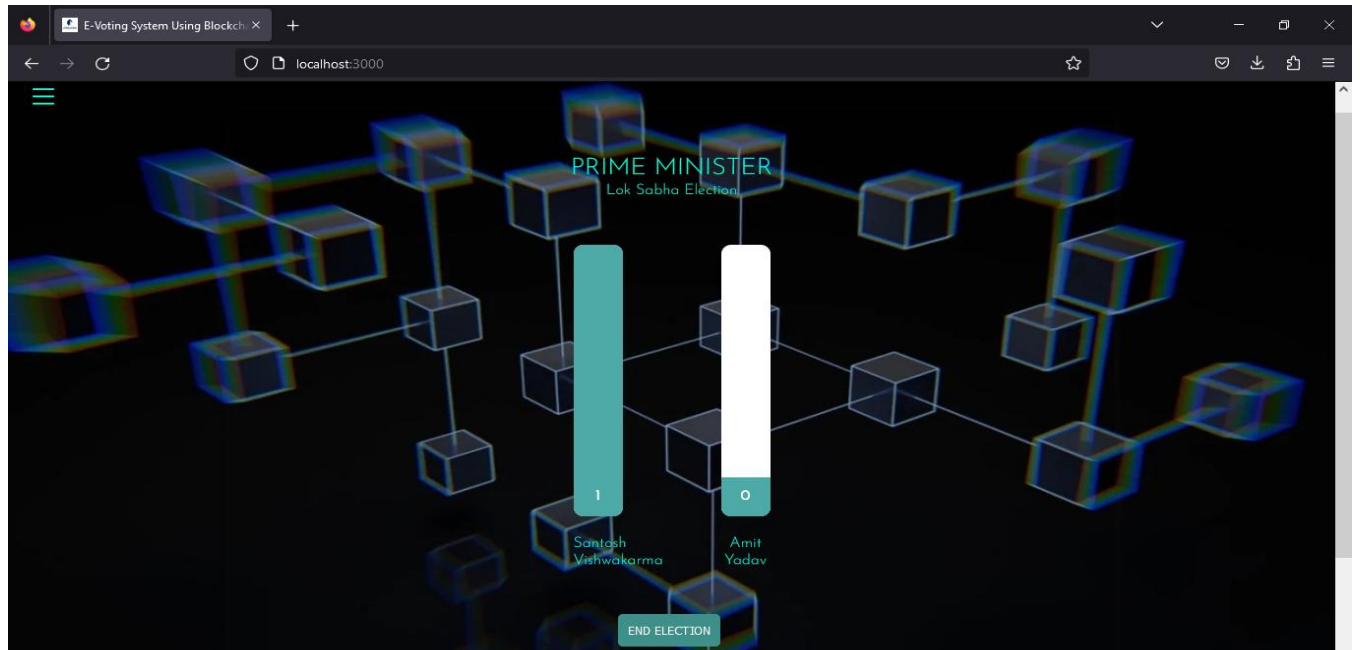 E-Voting System Using Blockch
localhost:3000
PRIME MINISTER
Lok Sabha Election
1
0
Santosh
Vishwakarma
Amit
Yadav
END ELECTION